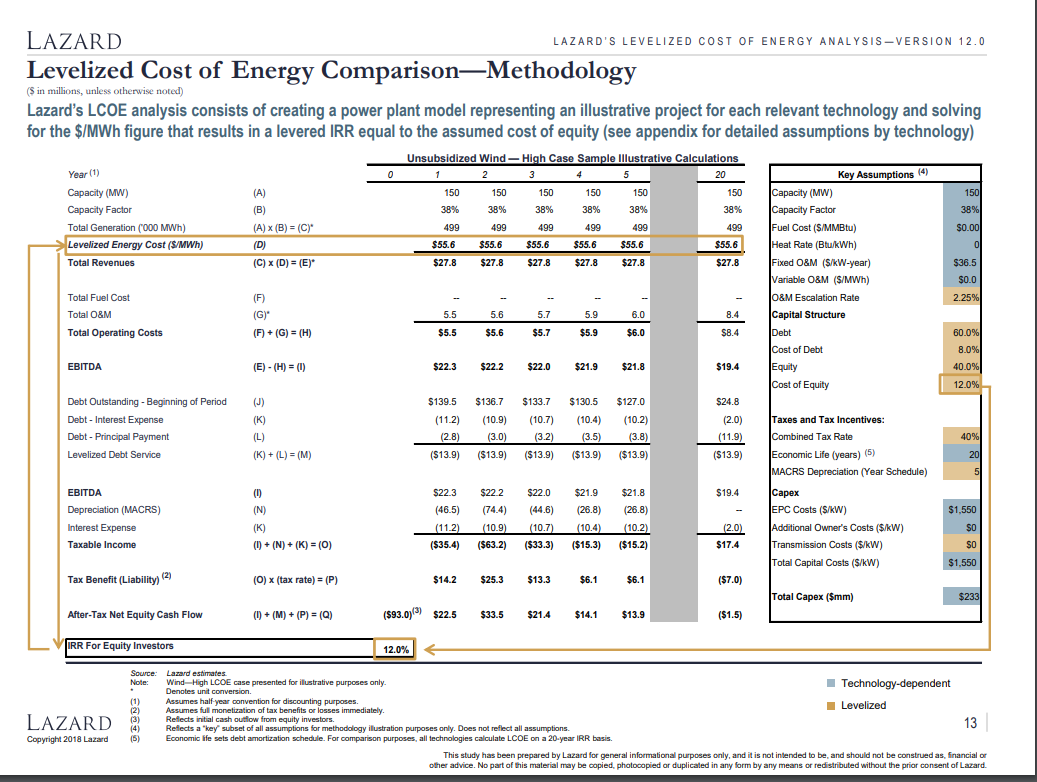 LAZARD
LAZARD'S LEVELIZED COST OF ENERGY ANALYSIS—VERSION 12.0
Levelized Cost of Energy Comparison—Methodology
($ in millions, unless otherwise noted)
Lazard's LCOE analysis consists of creating a power plant model representing an illustrative project for each relevant technology and solving
for the $/MWh figure that results in a levered IRR equal to the assumed cost of equity (see appendix for detailed assumptions by technology)
Unsubsidized Wind — High Case Sample Illustrative Calculations
Year (1) 0 1 2 3 4 5 20
Capacity (MW) (A) 150 150 150 150 150 150
Capacity Factor (B) 38% 38% 38% 38% 38% 38%
Total Generation ('000 MWh) (A) x (B) = (C)* 499 499 499 499 499 499
Levelized Energy Cost ($/MWh) (D) $55.6 $55.6 $55.6 $55.6 $55.6 $55.6
Total Revenues (C) x (D) = (E)* $27.8 $27.8 $27.8 $27.8 $27.8 $27.8
Total Fuel Cost (F) -- -- -- -- -- --
Total O&M (G)* 5.5 5.6 5.7 5.9 6.0 8.4
Total Operating Costs (F) + (G) = (H) $5.5 $5.6 $5.7 $5.9 $6.0 $8.4
EBITDA (E) - (H) = (I) $22.3 $22.2 $22.0 $21.9 $21.8 $19.4
Debt Outstanding - Beginning of Period (J) $139.5 $136.7 $133.7 $130.5 $127.0 $24.8
Debt - Interest Expense (K) (11.2) (10.9) (10.7) (10.4) (10.2) (2.0)
Debt - Principal Payment (L) (2.8) (3.0) (3.2) (3.5) (3.8) (11.9)
Levelized Debt Service (K) + (L) = (M) ($13.9) ($13.9) ($13.9) ($13.9) ($13.9) ($13.9)
EBITDA (I) $22.3 $22.2 $22.0 $21.9 $21.8 $19.4
Depreciation (MACRS) (N) (46.5) (74.4) (44.6) (26.8) (26.8) --
Interest Expense (K) (11.2) (10.9) (10.7) (10.4) (10.2) (2.0)
Taxable Income (I) + (N) + (K) = (O) ($35.4) ($63.2) ($33.3) ($15.3) ($15.2) $17.4
Tax Benefit (Liability) (2) (O) x (tax rate) = (P) $14.2 $25.3 $13.3 $6.1 $6.1 ($7.0)
After-Tax Net Equity Cash Flow (I) + (M) + (P) = (Q) ($93.0)(3) $22.5 $33.5 $21.4 $14.1 $13.9 ($1.5)
IRR For Equity Investors 12.0%
Key Assumptions (4)
Capacity (MW) 150
Capacity Factor 38%
Fuel Cost ($/MMBtu) $0.00
Heat Rate (Btu/kWh) 0
Fixed O&M ($/kW-year) $36.5
Variable O&M ($/MWh) $0.0
O&M Escalation Rate 2.25%
Capital Structure
Debt 60.0%
Cost of Debt 8.0%
Equity 40.0%
Cost of Equity 12.0%
Taxes and Tax Incentives:
Combined Tax Rate 40%
Economic Life (years) (5) 20
MACRS Depreciation (Year Schedule) 5
Capex
EPC Costs ($/kW) $1,550
Additional Owner's Costs ($/kW) $0
Transmission Costs ($/kW) $0
Total Capital Costs ($/kW) $1,550
Total Capex ($mm) $233
Source: Lazard estimates.
Note: Wind—High LCOE case presented for illustrative purposes only.
* Denotes unit conversion.
(1) Assumes half-year convention for discounting purposes.
(2) Assumes full monetization of tax benefits or losses immediately.
(3) Reflects initial cash outflow from equity investors.
(4) Reflects a "key" subset of all assumptions for methodology illustration purposes only. Does not reflect all assumptions.
(5) Economic life sets debt amortization schedule. For comparison purposes, all technologies calculate LCOE on a 20-year IRR basis.
Technology-dependent
Levelized
LAZARD
Copyright 2018 Lazard
13
This study has been prepared by Lazard for general informational purposes only, and it is not intended to be, and should not be construed as, financial or
other advice. No part of this material may be copied, photocopied or duplicated in any form by any means or redistributed without the prior consent of Lazard.